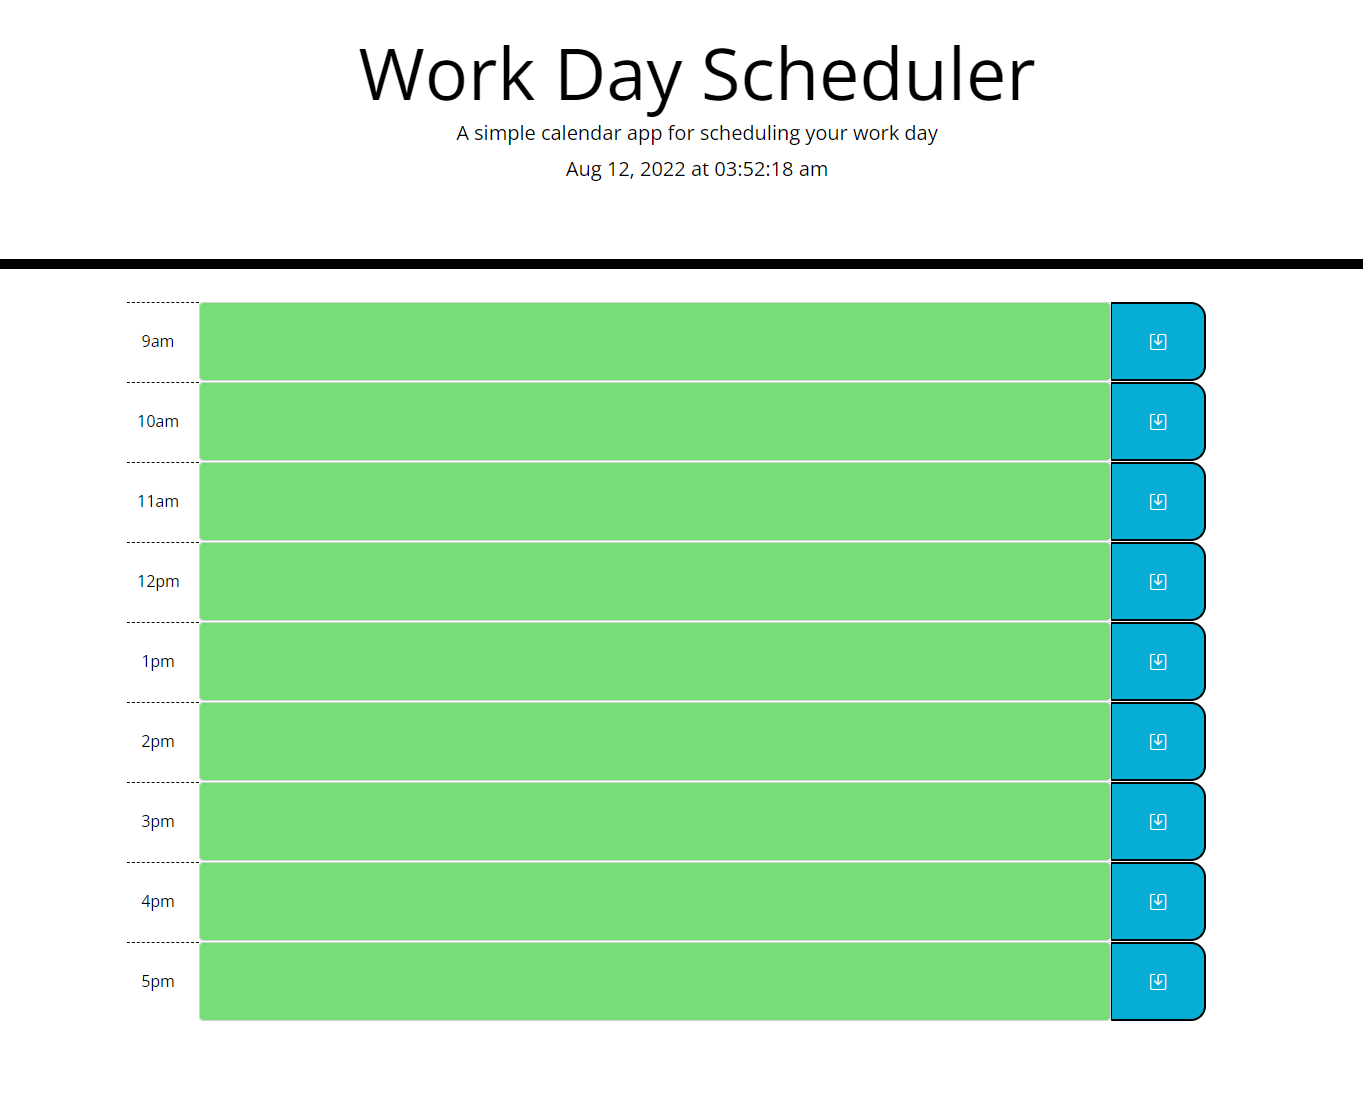 Work Day Scheduler
A simple calendar app for scheduling your work day
Aug 12, 2022 at 03:52:18 am
9am
10am
11am
12pm
1pm
2pm
3pm
4pm
5pm